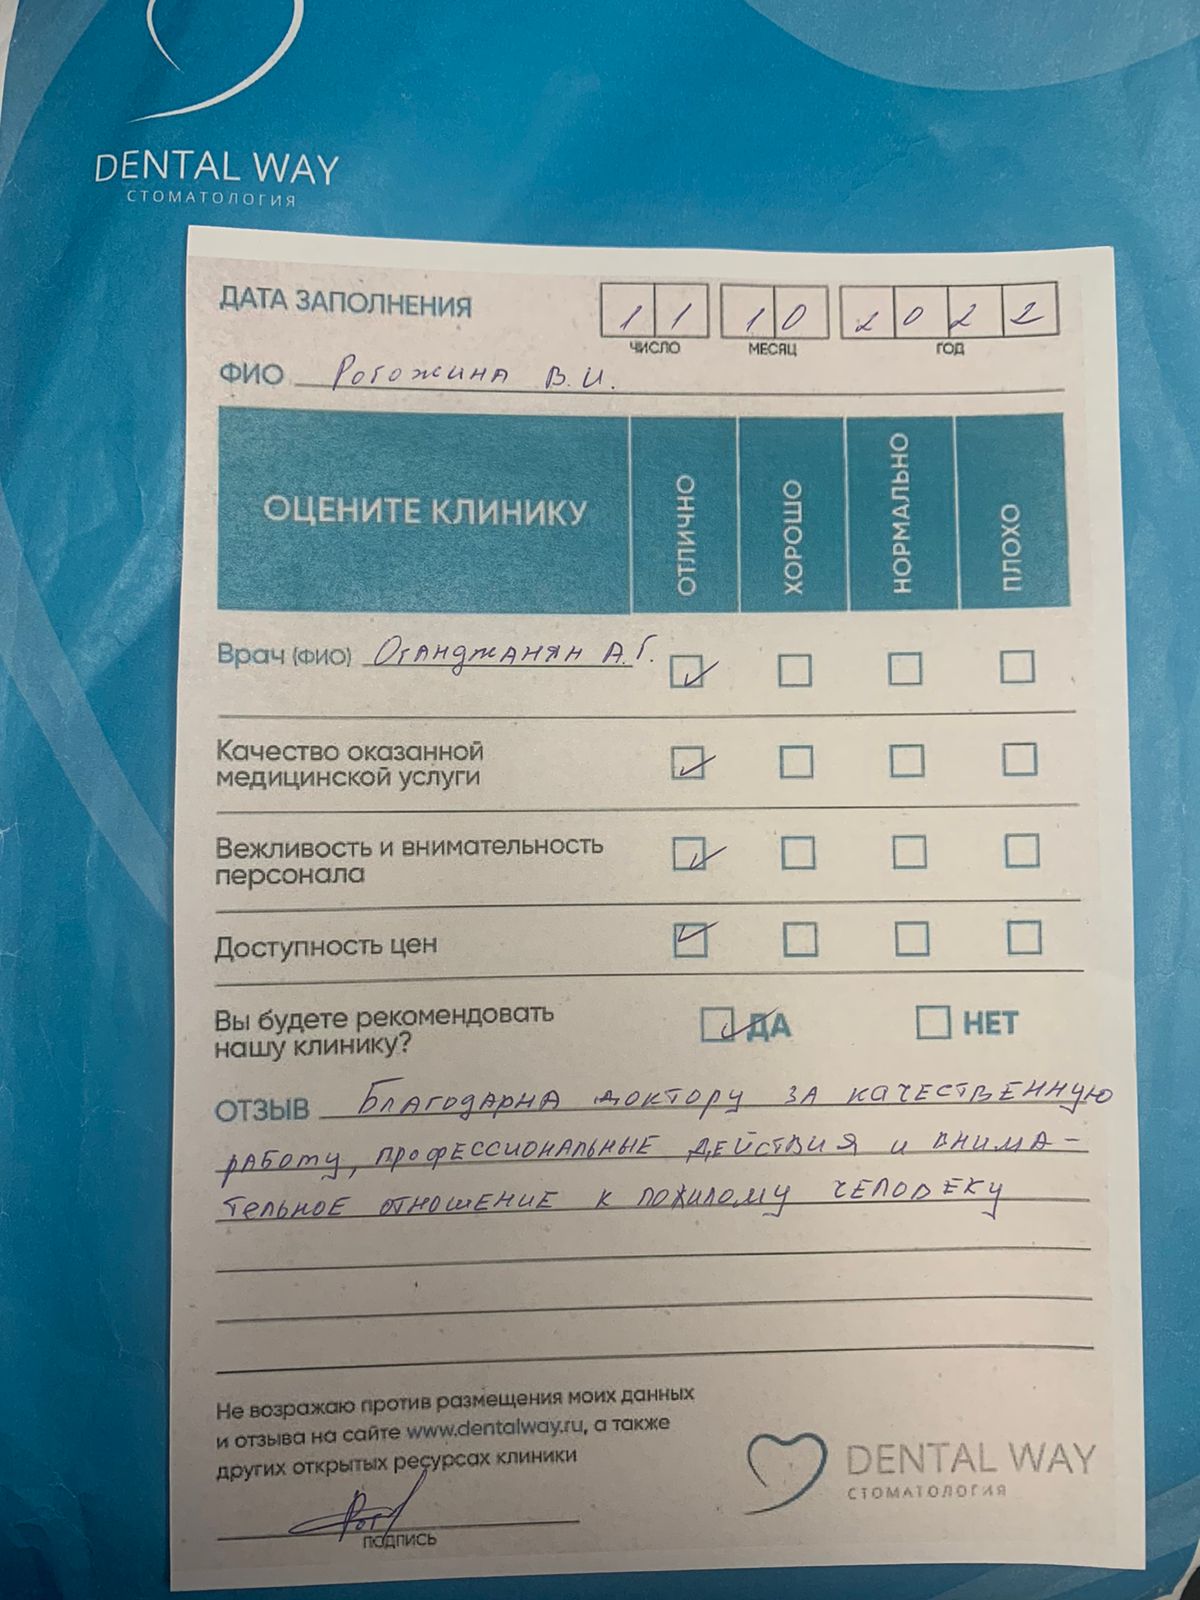 DENTAL WAY
СТОМАТОЛОГИЯ
ДАТА ЗАПОЛНЕНИЯ 11 10 2022
ЧИСЛО МЕСЯЦ ГОД
ФИО Рогожина В.И.
ОЦЕНИТЕ КЛИНИКУ ОТЛИЧНО ХОРОШО НОРМАЛЬНО ПЛОХО
Врач (ФИО) Оганджанян А.Г.
Качество оказанной
медицинской услуги
Вежливость и внимательность
персонала
Доступность цен
Вы будете рекомендовать
нашу клинику? ДА НЕТ
ОТЗЫВ Благодарна доктору за качественную
работу, профессиональные действия и внима-
тельное отношение к пожилому человеку
Не возражаю против размещения моих данных
и отзыва на сайте www.dentalway.ru, а также
других открытых ресурсах клиники
Рог
ПОДПИСЬ
DENTAL WAY
СТОМАТОЛОГИЯ